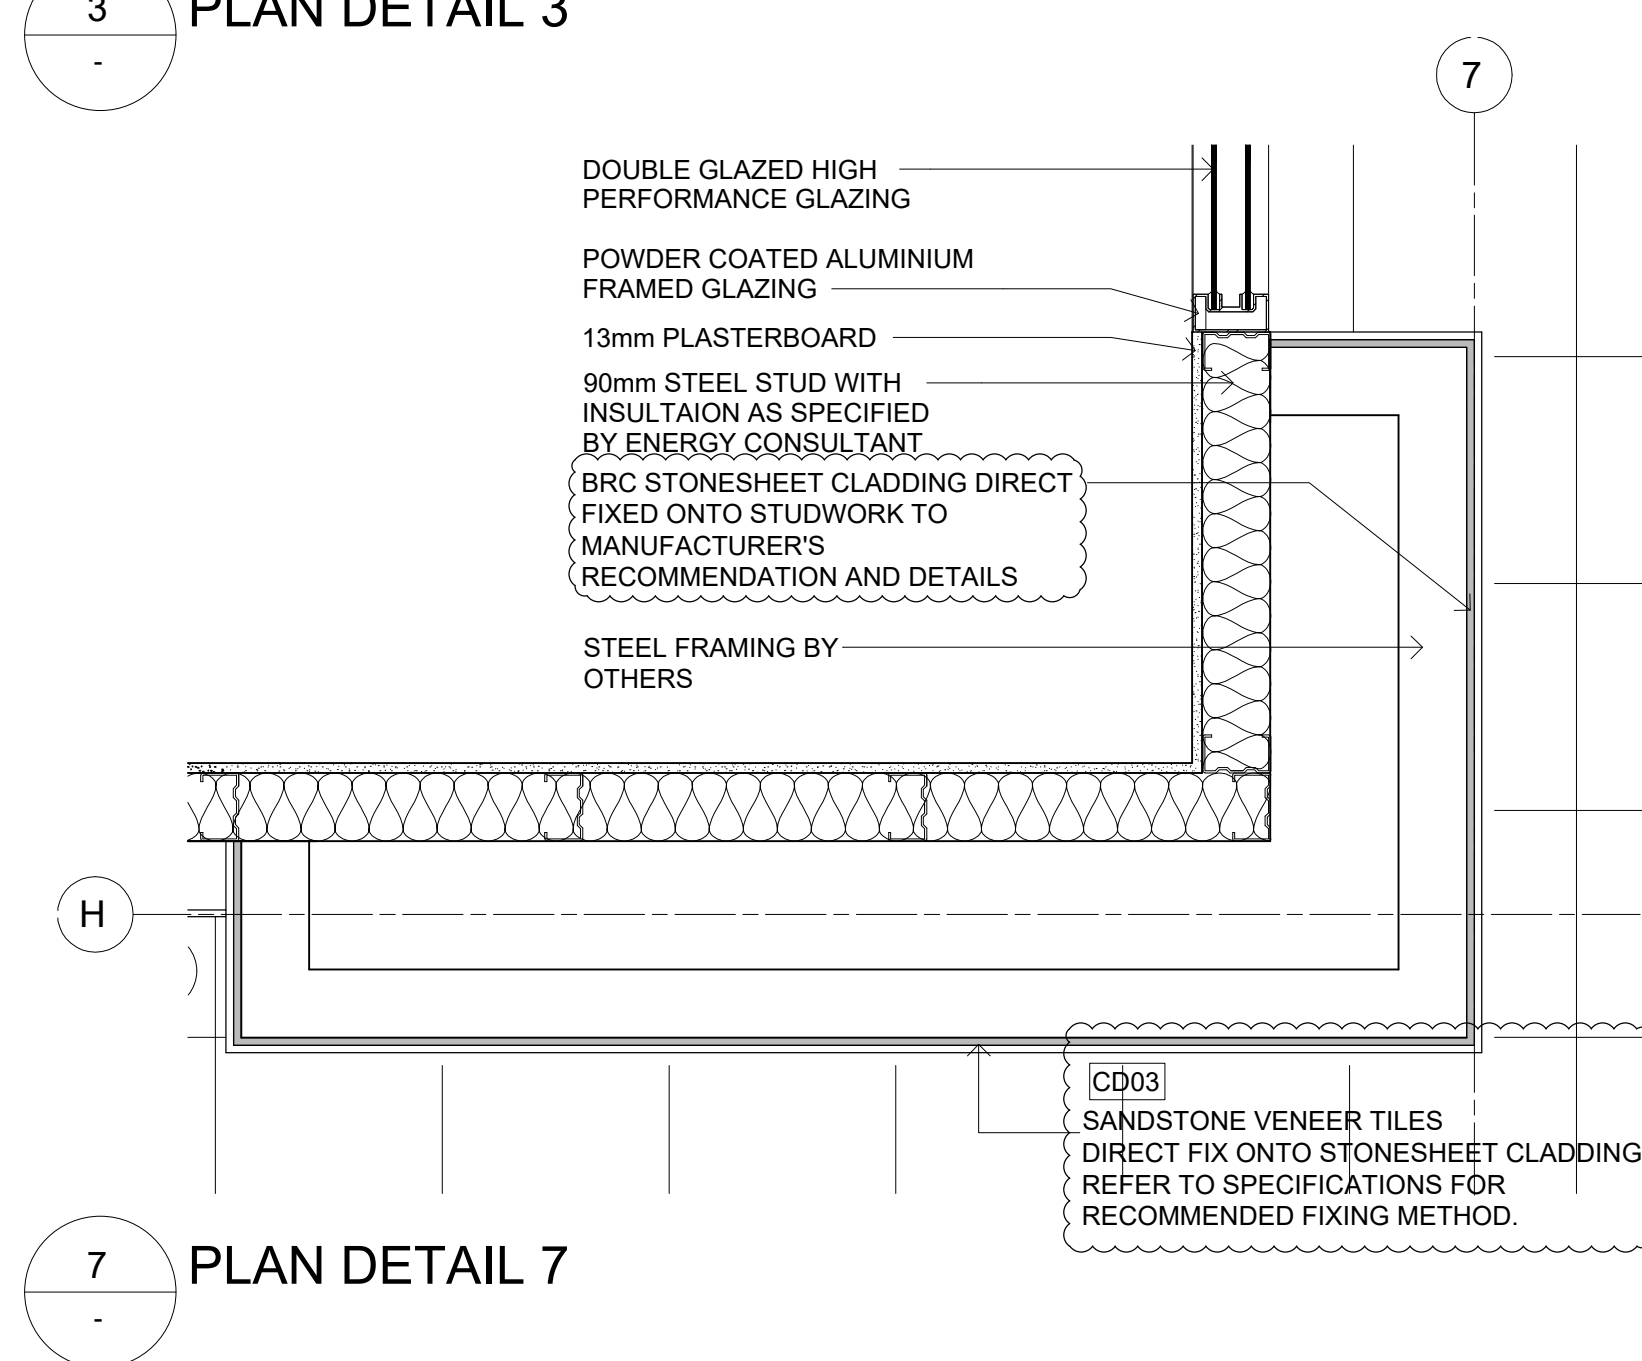 3
PLAN DETAIL 3
-
7
DOUBLE GLAZED HIGH
PERFORMANCE GLAZING
POWDER COATED ALUMINIUM
FRAMED GLAZING
13mm PLASTERBOARD
90mm STEEL STUD WITH
INSULTAION AS SPECIFIED
BY ENERGY CONSULTANT
BRC STONESHEET CLADDING DIRECT
FIXED ONTO STUDWORK TO
MANUFACTURER'S
RECOMMENDATION AND DETAILS
STEEL FRAMING BY
OTHERS
H
CD03
SANDSTONE VENEER TILES
DIRECT FIX ONTO STONESHEET CLADDING
REFER TO SPECIFICATIONS FOR
RECOMMENDED FIXING METHOD.
7
PLAN DETAIL 7
-